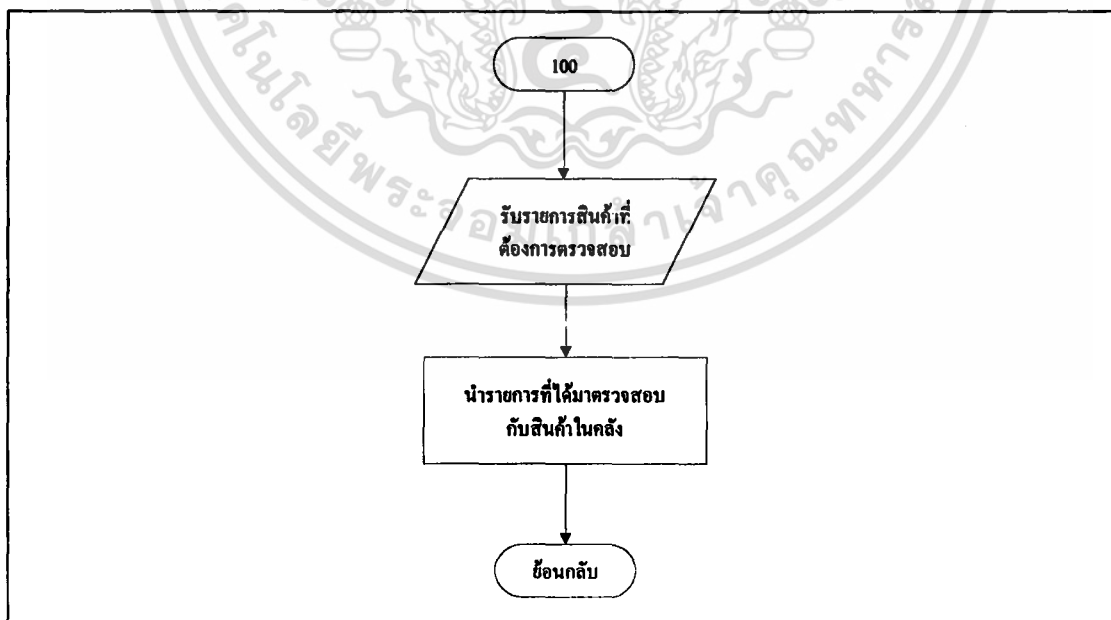 100
รับรายการสินค้าที่
ต้องการตรวจสอบ
นำรายการที่ได้มาตรวจสอบ
กับสินค้าในคลัง
ย้อนกลับ